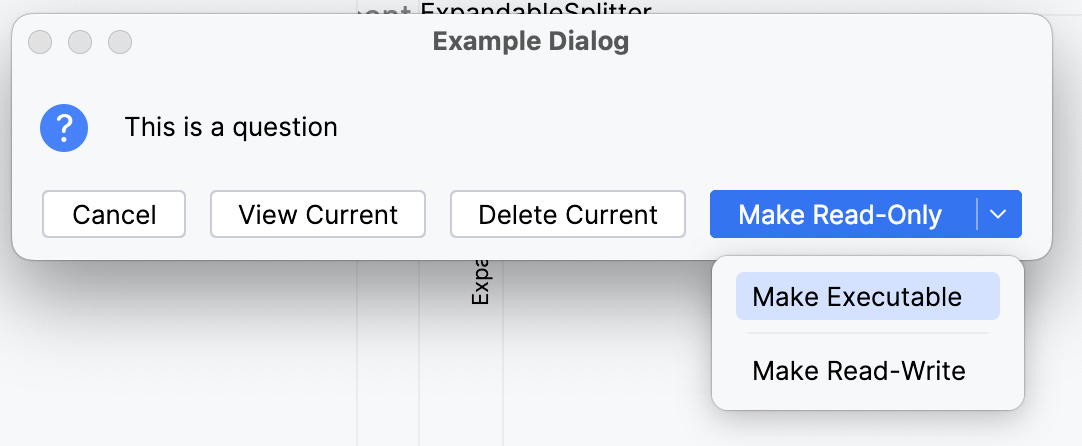 ExpandableSplitter
Example Dialog
?
This is a question
Cancel
View Current
Delete Current
Make Read-Only
Expa
Make Executable
Make Read-Write